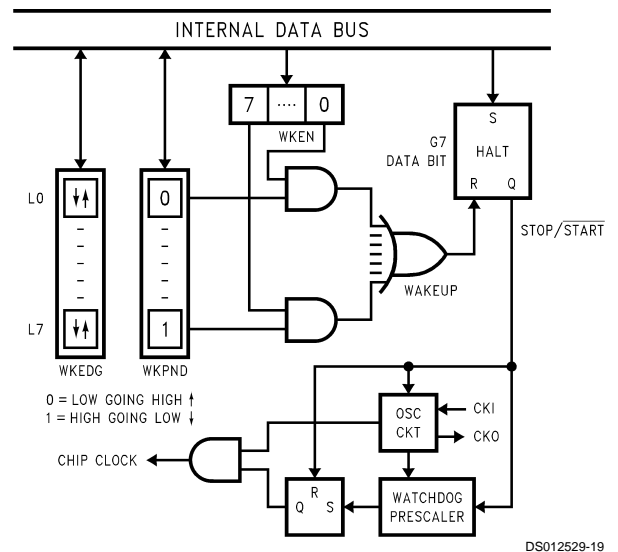 INTERNAL DATA BUS
7 .... 0
WKEN
G7
DATA BIT
S
HALT
R Q
STOP/START
L0
0
L7
1
WKEDG
WKPND
WAKEUP
0 = LOW GOING HIGH ↑
1 = HIGH GOING LOW ↓
OSC
CKT
CKI
CKO
CHIP CLOCK
R
Q S
WATCHDOG
PRESCALER
DS012529-19